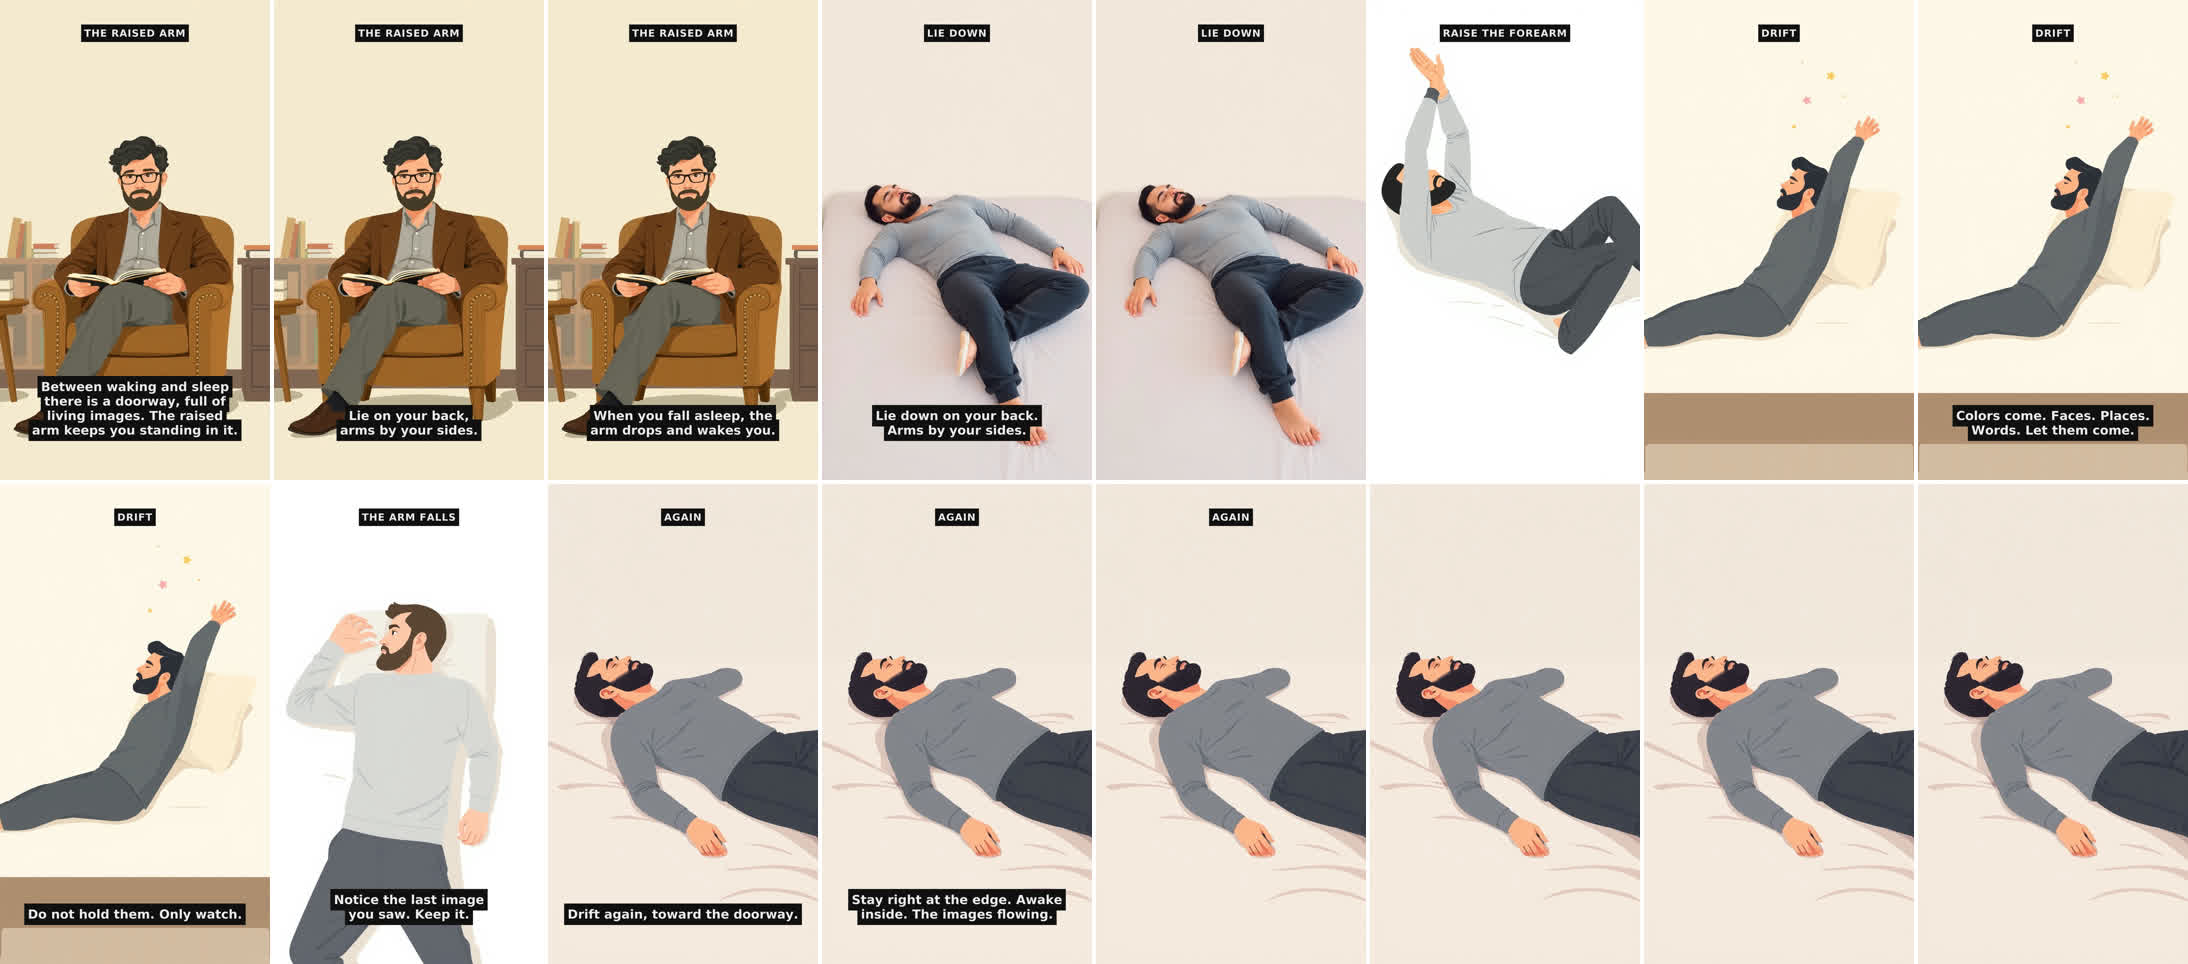 THE RAISED ARM
Between waking and sleep
there is a doorway, full of
living images. The raised
arm keeps you standing in it.
THE RAISED ARM
Lie on your back,
arms by your sides.
THE RAISED ARM
When you fall asleep, the
arm drops and wakes you.
LIE DOWN
Lie down on your back.
Arms by your sides.
LIE DOWN
RAISE THE FOREARM
DRIFT
DRIFT
Colors come. Faces. Places.
Words. Let them come.
DRIFT
Do not hold them. Only watch.
THE ARM FALLS
Notice the last image
you saw. Keep it.
AGAIN
Drift again, toward the doorway.
AGAIN
Stay right at the edge. Awake
inside. The images flowing.
AGAIN